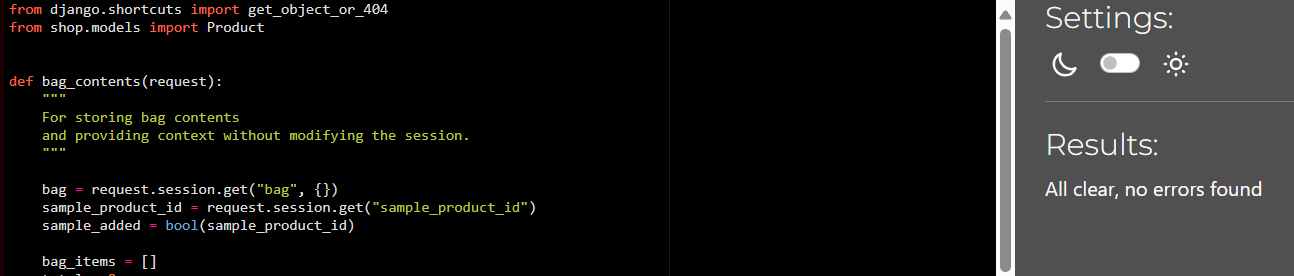 from django.shortcuts import get_object_or_404
from shop.models import Product
def bag_contents(request):
    """
    For storing bag contents
    and providing context without modifying the session.
    """
    bag = request.session.get("bag", {})
    sample_product_id = request.session.get("sample_product_id")
    sample_added = bool(sample_product_id)
    bag_items = []
Settings:
Results:
All clear, no errors found